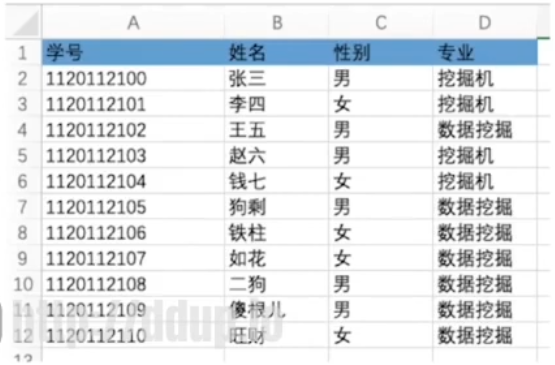 A B C D
1 学号 姓名 性别 专业
2 1120112100 张三 男 挖掘机
3 1120112101 李四 女 挖掘机
4 1120112102 王五 男 数据挖掘
5 1120112103 赵六 男 挖掘机
6 1120112104 钱七 女 挖掘机
7 1120112105 狗剩 男 数据挖掘
8 1120112106 铁柱 女 数据挖掘
9 1120112107 如花 女 数据挖掘
10 1120112108 二狗 男 数据挖掘
11 1120112109 傻根儿 男 数据挖掘
12 1120112110 旺财 女 数据挖掘